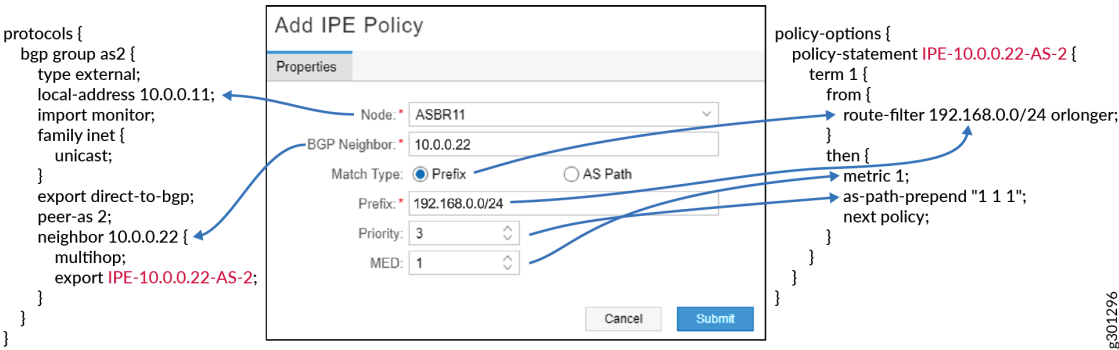 protocols {
bgp group as2 {
type external;
local-address 10.0.0.11;
import monitor;
family inet {
unicast;
}
export direct-to-bgp;
peer-as 2;
neighbor 10.0.0.22 {
multihop;
export IPE-10.0.0.22-AS-2;
}
}
}
Add IPE Policy
Properties
Node: * ASBR11
BGP Neighbor: * 10.0.0.22
Match Type: Prefix AS Path
Prefix: * 192.168.0.0/24
Priority: 3
MED: 1
Cancel Submit
policy-options {
policy-statement IPE-10.0.0.22-AS-2 {
term 1 {
from {
route-filter 192.168.0.0/24 orlonger;
}
then {
metric 1;
as-path-prepend "1 1 1";
next policy;
}
}
}
}
g301296